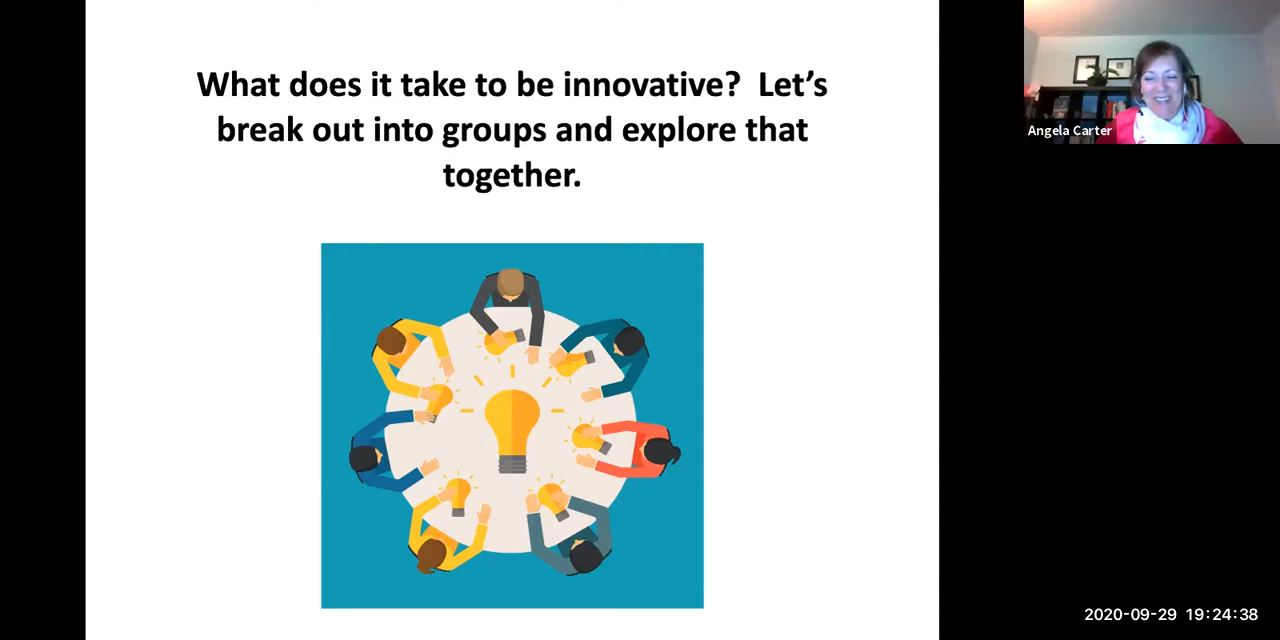 What does it take to be innovative?  Let’s
break out into groups and explore that
together.
Angela Carter
2020-09-29 19:24:38